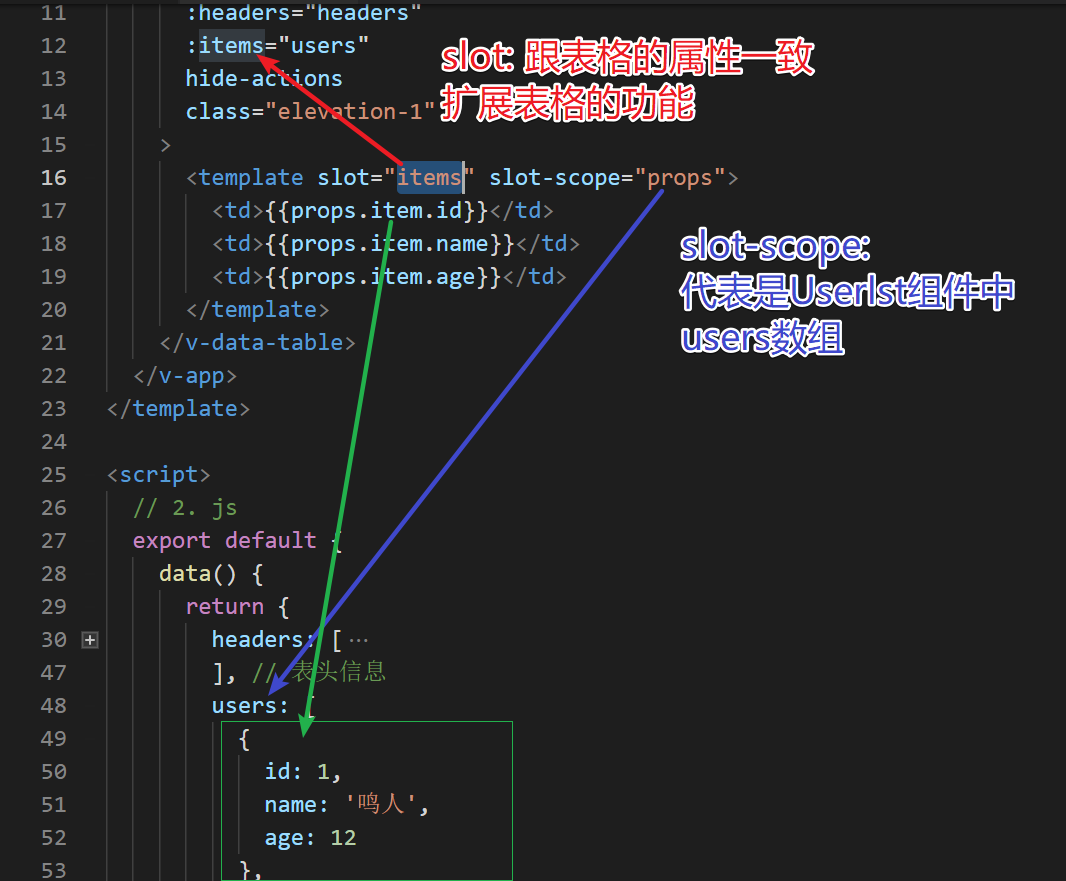 11 :headers="headers"
12 :items="users"
slot: 跟表格的属性一致
13 hide-actions
14 class="elevation-1"
扩展表格的功能
15 >
16 <template slot="items" slot-scope="props">
17 <td>{{props.item.id}}</td>
18 <td>{{props.item.name}}</td>
slot-scope:
19 <td>{{props.item.age}}</td>
代表是Userlst组件中
20 </template>
users数组
21 </v-data-table>
22 </v-app>
23 </template>
24
25 <script>
26 // 2. js
27 export default {
28 data() {
29 return {
30 headers: [ ···
47 ], // 表头信息
48 users: [
49 {
50 id: 1,
51 name: '鸣人',
52 age: 12
53 },